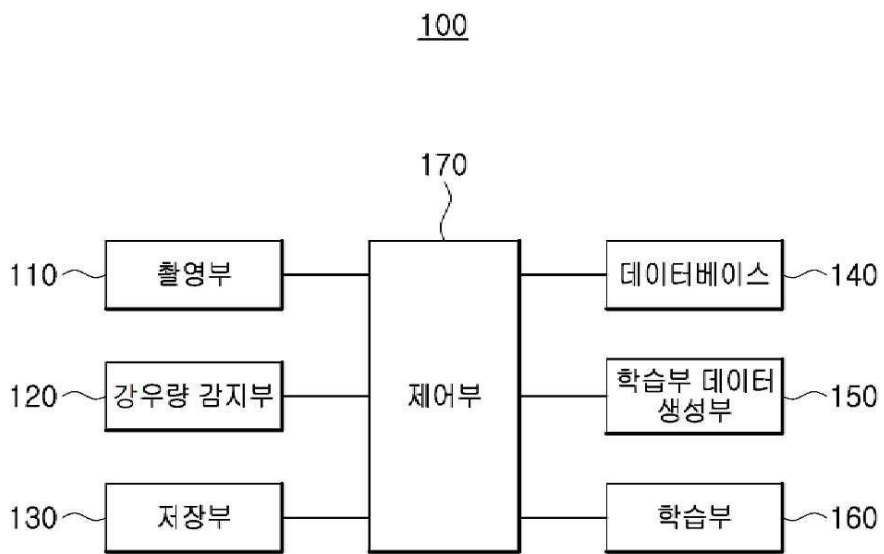 100
170
110
촬영부
데이터베이스
140
120
강우량 감지부
제어부
학습부 데이터
생성부
150
130
저장부
학습부
160